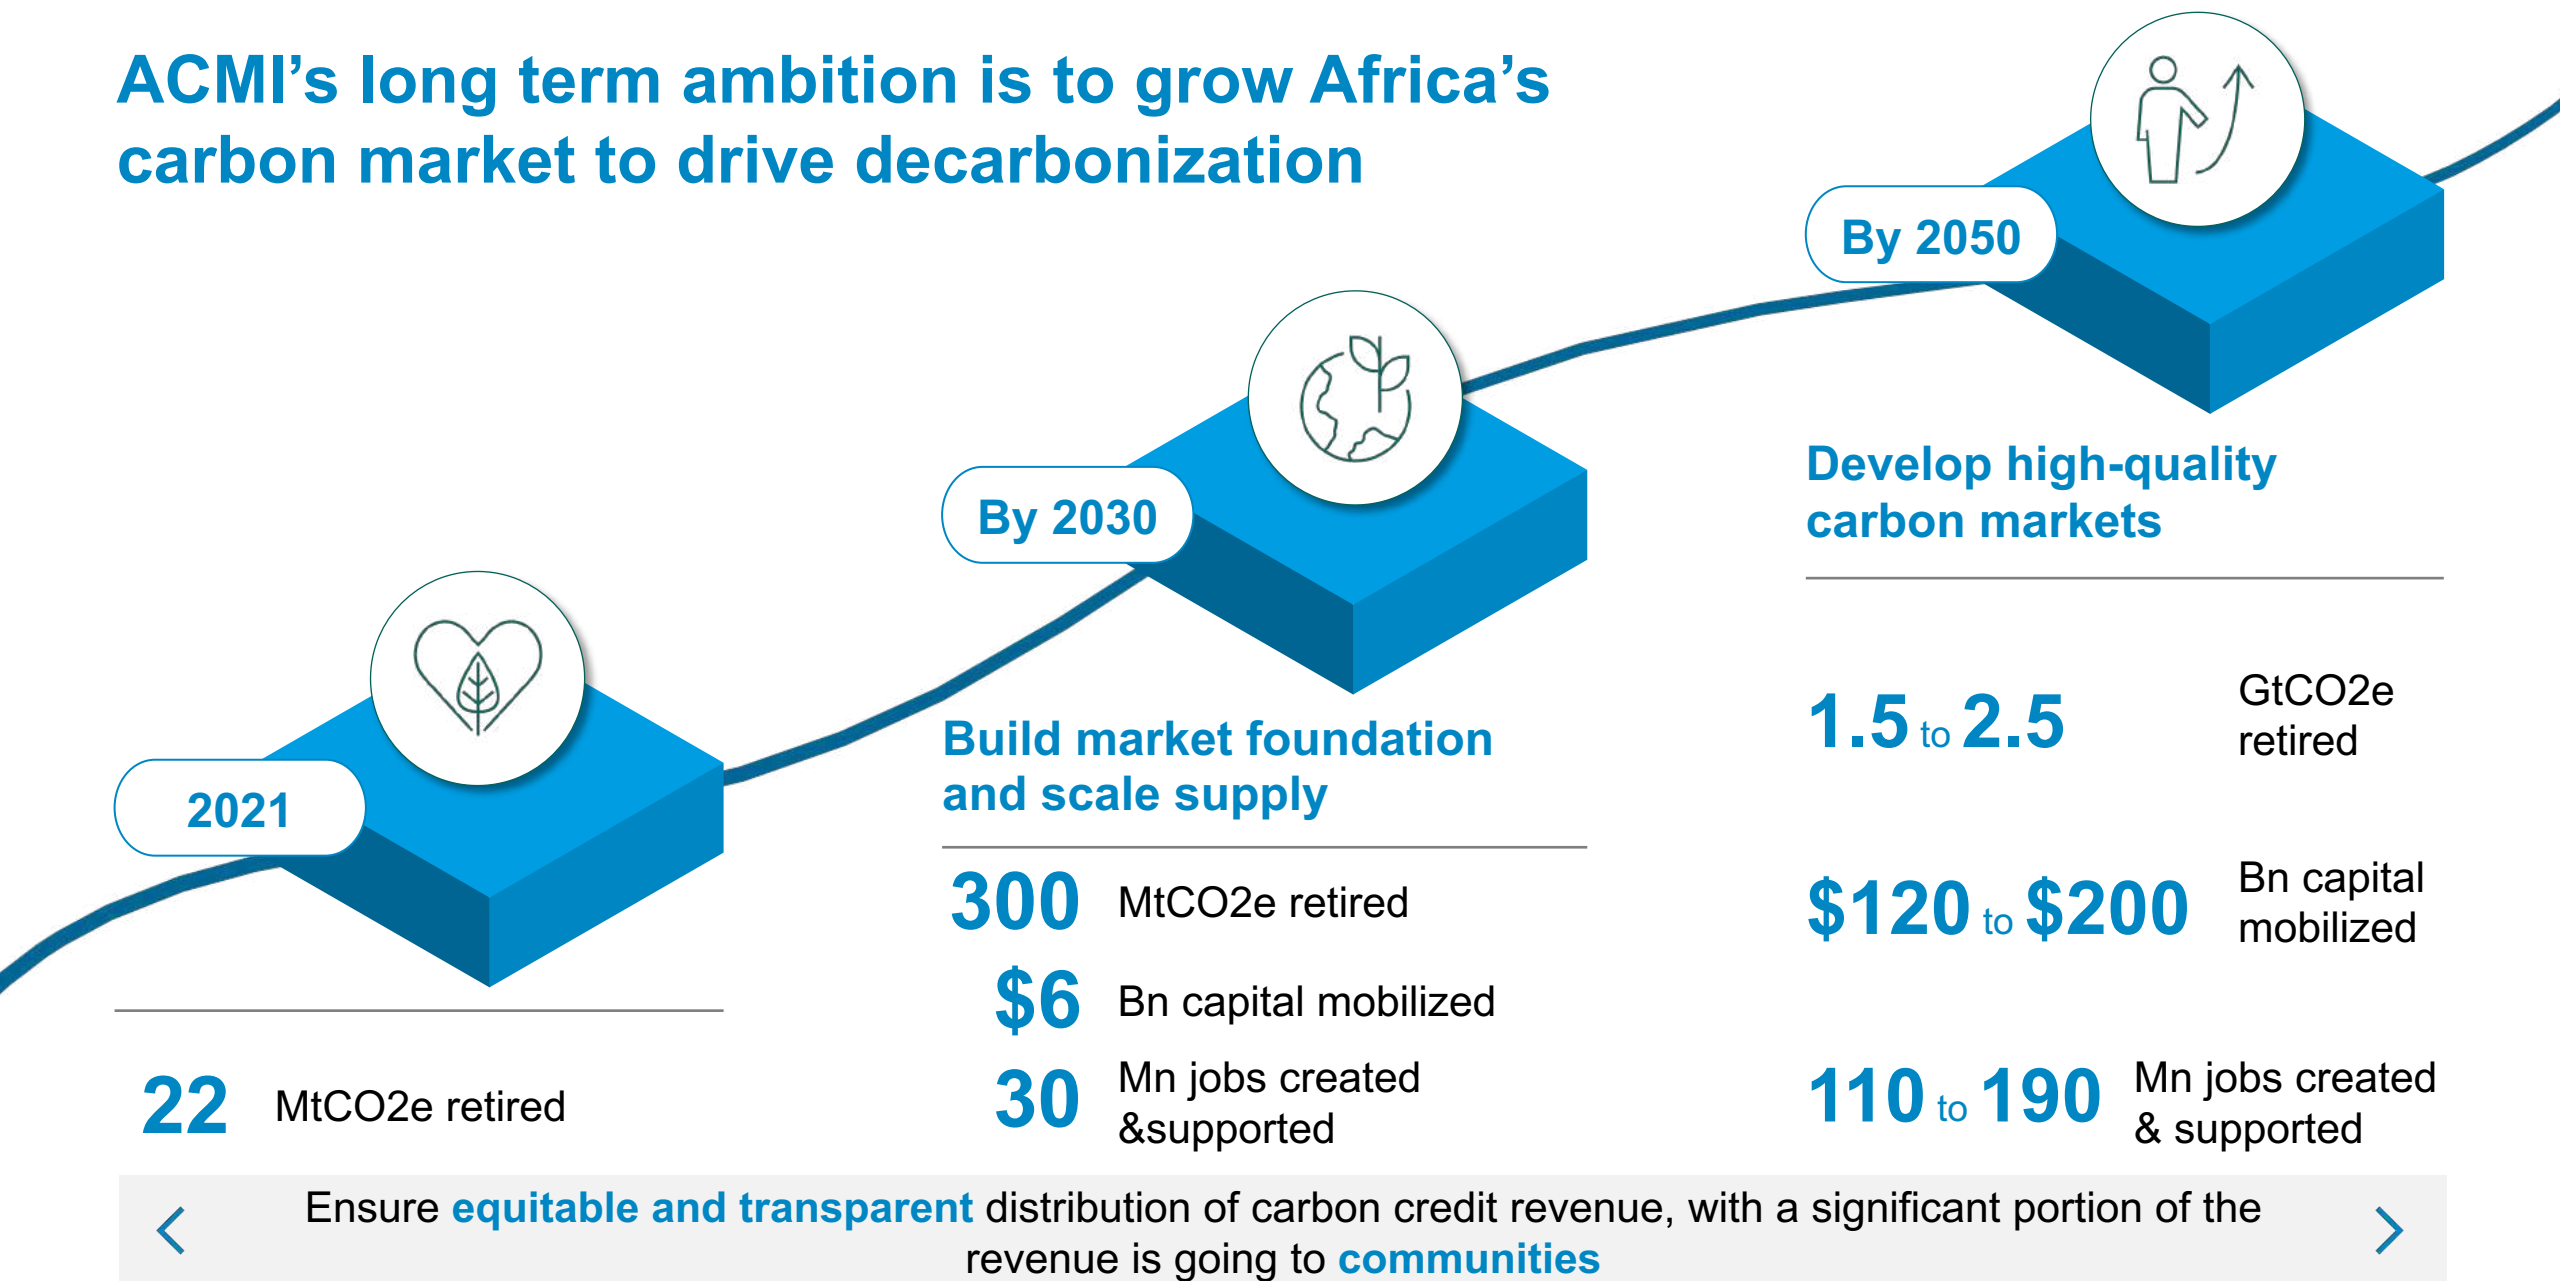 ACMI’s long term ambition is to grow Africa’s
carbon market to drive decarbonization
2021
22 MtCO2e retired
By 2030
Build market foundation
and scale supply
300 MtCO2e retired
$6 Bn capital mobilized
30 Mn jobs created
&supported
By 2050
Develop high-quality
carbon markets
1.5 to 2.5 GtCO2e
retired
$120 to $200 Bn capital
mobilized
110 to 190 Mn jobs created
& supported
Ensure equitable and transparent distribution of carbon credit revenue, with a significant portion of the
revenue is going to communities